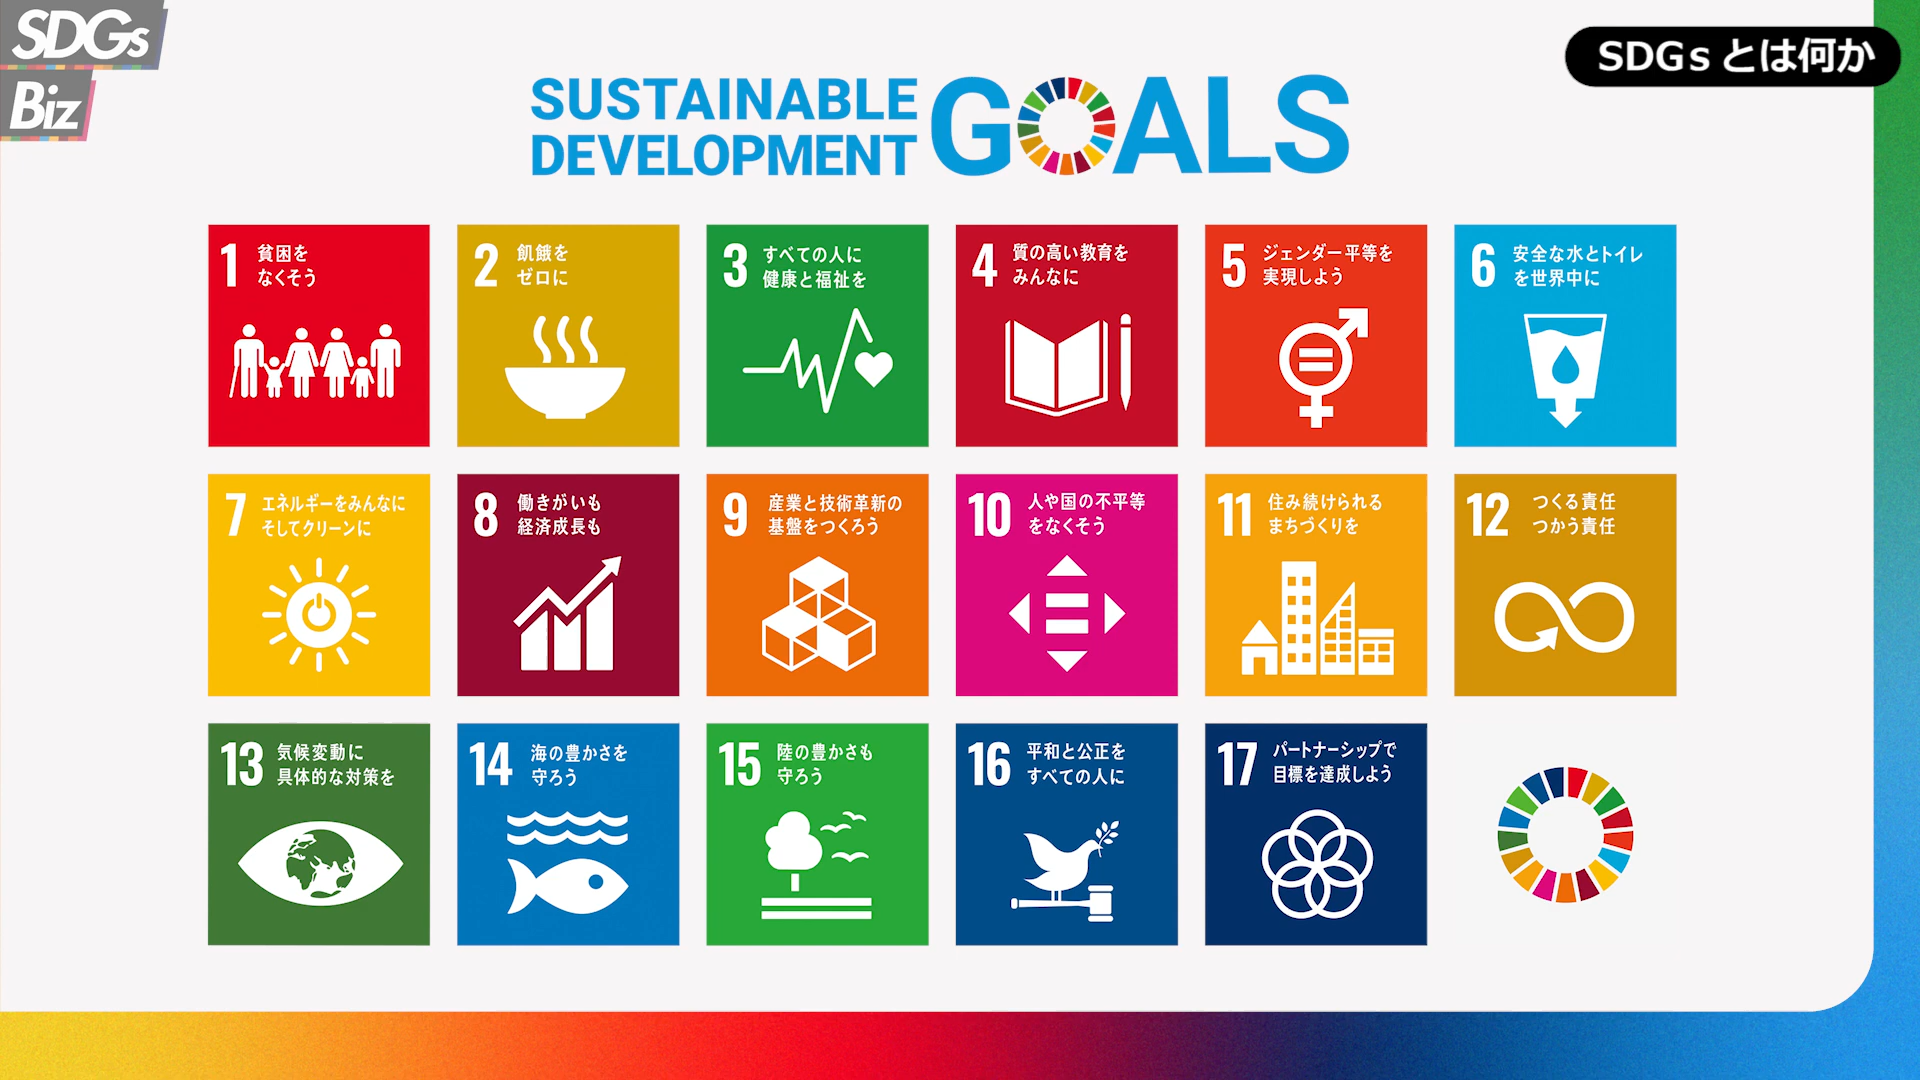 SDGs
Biz
SDGs とは何か
SUSTAINABLE
DEVELOPMENT
GOALS
1 貧困を
なくそう
2 飢餓を
ゼロに
3 すべての人に
健康と福祉を
4 質の高い教育を
みんなに
5 ジェンダー平等を
実現しよう
6 安全な水とトイレ
を世界中に
7 エネルギーをみんなに
そしてクリーンに
8 働きがいも
経済成長も
9 産業と技術革新の
基盤をつくろう
10 人や国の不平等
をなくそう
11 住み続けられる
まちづくりを
12 つくる責任
つかう責任
13 気候変動に
具体的な対策を
14 海の豊かさを
守ろう
15 陸の豊かさも
守ろう
16 平和と公正を
すべての人に
17 パートナーシップで
目標を達成しよう